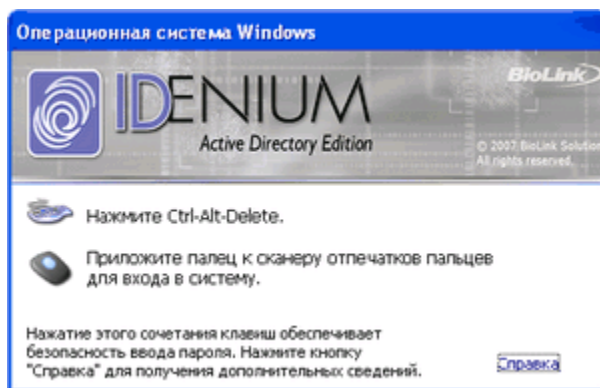 Операционная система Windows
IDENIUM
BioLink
Active Directory Edition
© 2007 BioLink Solution
All rights reserved.
Нажмите Ctrl-Alt-Delete.
Приложите палец к сканеру отпечатков пальцев
для входа в систему.
Нажатие этого сочетания клавиш обеспечивает
безопасность ввода пароля. Нажмите кнопку
"Справка" для получения дополнительных сведений.
Справка